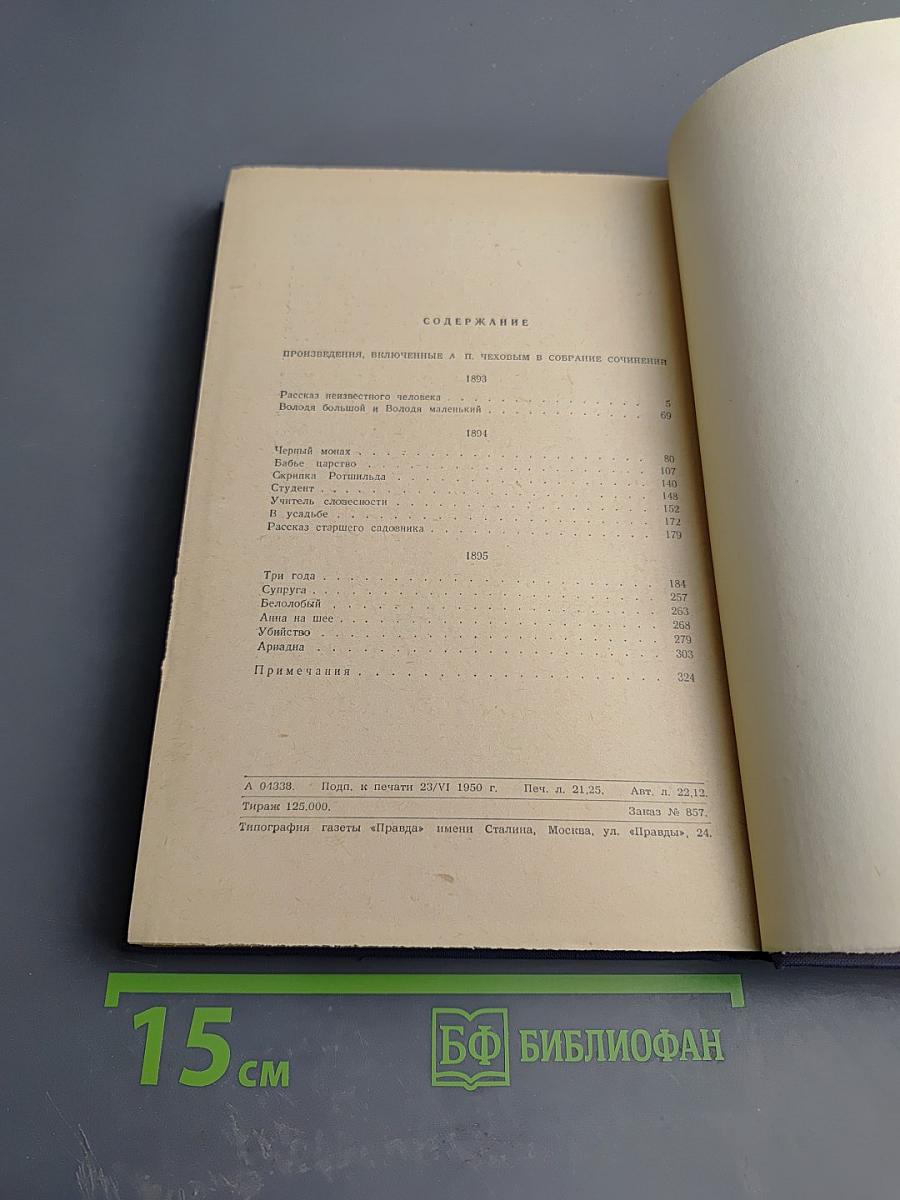 СОДЕРЖАНИЕ
ПРОИЗВЕДЕНИЯ, ВКЛЮЧЕННЫЕ А. П. ЧЕХОВЫМ В СОБРАНИЕ СОЧИНЕНИЙ
1893
Рассказ неизвестного человека . . . . . . . . . . 5
Володя большой и Володя маленький . . . . . . . . . . 69
1894
Черный монах . . . . . . . . . . 80
Бабье царство . . . . . . . . . . 107
Скрипка Ротшильда . . . . . . . . . . 140
Студент . . . . . . . . . . 148
Учитель словесности . . . . . . . . . . 152
В усадьбе . . . . . . . . . . 172
Рассказ старшего садовника . . . . . . . . . . 179
1895
Три года . . . . . . . . . . 184
Супруга . . . . . . . . . . 257
Белолобый . . . . . . . . . . 263
Анна на шее . . . . . . . . . . 268
Убийство . . . . . . . . . . 279
Ариадна . . . . . . . . . . 303
Примечания . . . . . . . . . . 324
А 04338. Подп. к печати 23/VI 1950 г. Печ. л. 21,25. Авт. л. 22,12.
Тираж 125.000. Заказ № 857.
Типография газеты «Правда» имени Сталина, Москва, ул. «Правды», 24.
15 см БФ БИБЛИОФАН